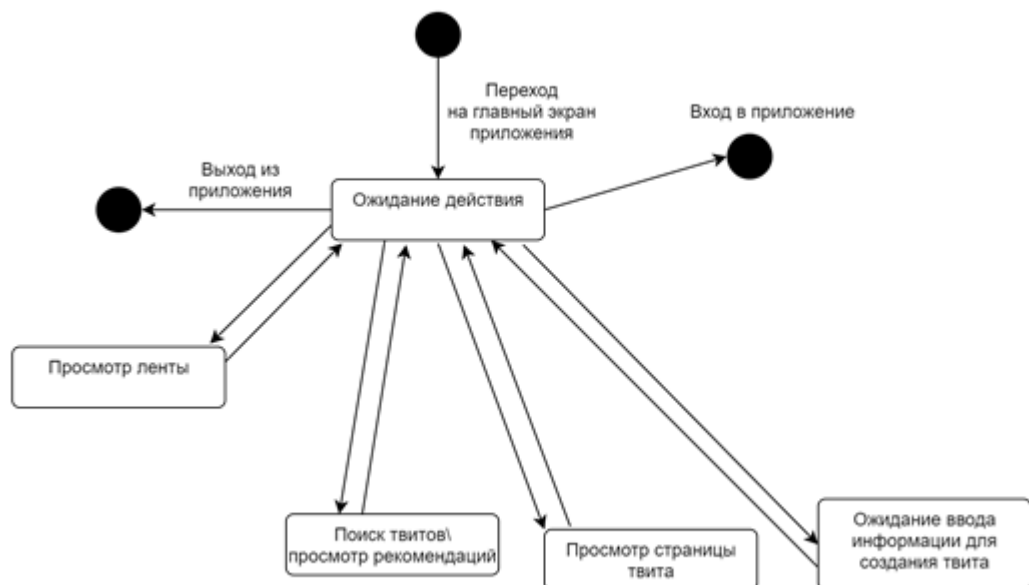 Переход
на главный экран
приложения
Вход в приложение
Выход из
приложения
Ожидание действия
Просмотр ленты
Поиск твитов\
просмотр рекомендаций
Просмотр страницы
твита
Ожидание ввода
информации для
создания твита